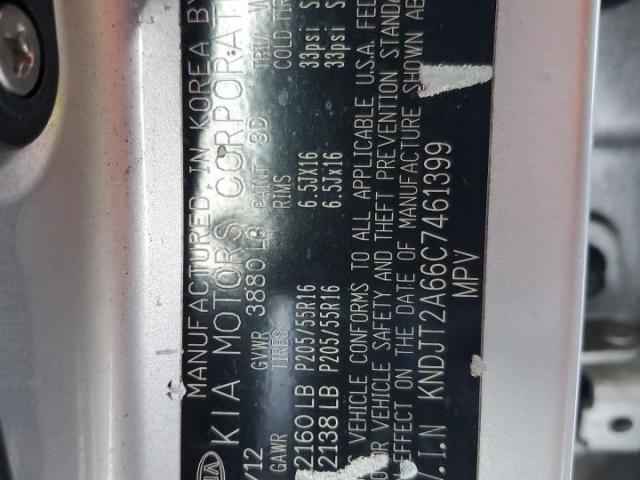 MANUFACTURED IN KOREA BY
KIA MOTORS CORPORAT
/12 GVWR 3880 LB PAINT 3D
GAWR TIRES RIMS COLD TIR
2160 LB P205/55R16 6.5JX16 33psi
2138 LB P205/55R16 6.5Jx16 33psi
VEHICLE CONFORMS TO ALL APPLICABLE U.S.A. FED
VEHICLE SAFETY AND THEFT PREVENTION STANDA
EFFECT ON THE DATE OF MANUFACTURE SHOWN AB
V.I.N KNDJT2A66C7461399
MPV